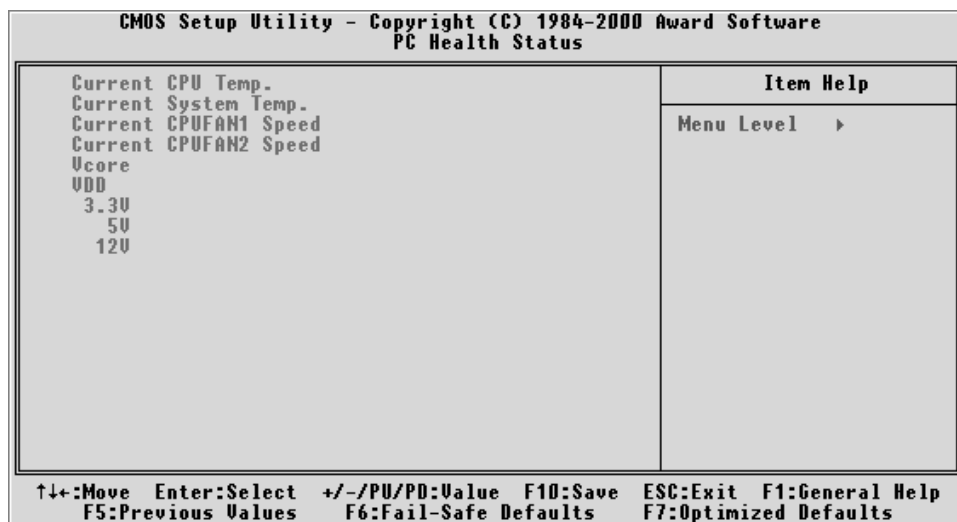 CMOS Setup Utility – Copyright (C) 1984–2000 Award Software
PC Health Status
Current CPU Temp.
Current System Temp.
Current CPUFAN1 Speed
Current CPUFAN2 Speed
Vcore
VDD
3.3V
5V
12V
Item Help
Menu Level ▸
↑↓←:Move Enter:Select +/-/PU/PD:Value F10:Save ESC:Exit F1:General Help
F5:Previous Values F6:Fail-Safe Defaults F7:Optimized Defaults